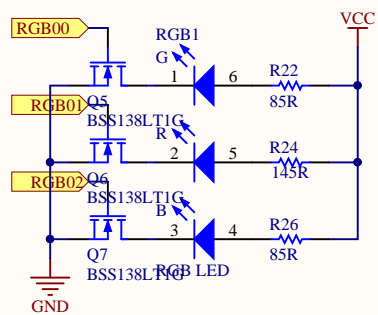 RGB00
RGB1
VCC
G
1
6
R22
85R
RGB01
Q5
BSS138LT1G
R
2
5
R24
145R
RGB02
Q6
BSS138LT1G
B
3
4
R26
85R
Q7
BSS138LT1G
RGB LED
GND